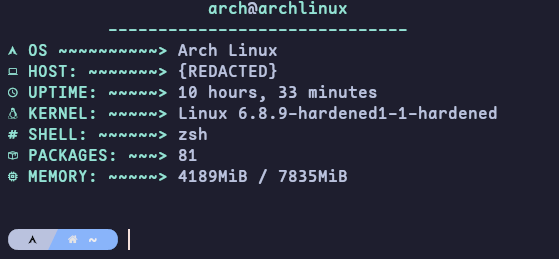 arch@archlinux
------------------------------
OS ~~~~~~~~~~> Arch Linux
HOST: ~~~~~~~> {REDACTED}
UPTIME: ~~~~~> 10 hours, 33 minutes
KERNEL: ~~~~~> Linux 6.8.9-hardened1-1-hardened
SHELL: ~~~~~~> zsh
PACKAGES: ~~~> 81
MEMORY: ~~~~~> 4189MiB / 7835MiB
~